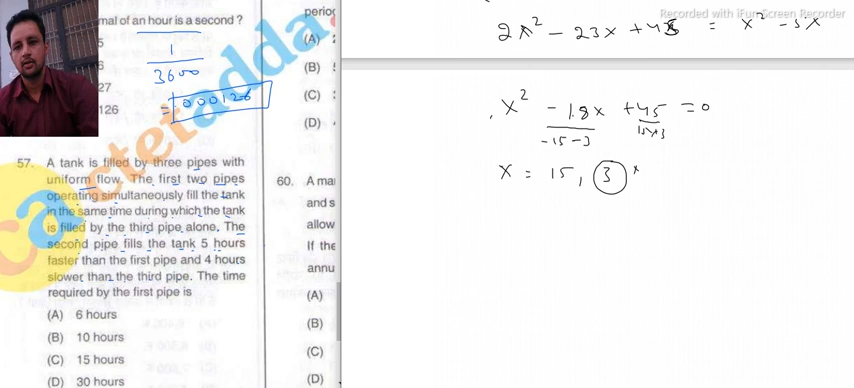 mal of an hour is a second ?
1
3600
= 000126
27
126
57. A tank is filled by three pipes with
uniform flow. The first two pipes
operating simultaneously fill the tank
in the same time during which the tank
is filled by the third pipe alone. The
second pipe fills the tank 5 hours
faster than the first pipe and 4 hours
slower than the third pipe. The time
required by the first pipe is
(A) 6 hours
(B) 10 hours
(C) 15 hours
(D) 30 hours
perio
(A)
(B)
(C)
(D)
60. A ma
and s
allow
If the
annu
(A)
(B)
(C)
(D)
Recorded with iFun Screen Recorder
2x² - 23x + 45 = x² - 5x
x² - 18x + 45 = 0
-15 -3 15×3
x = 15, 3 ×